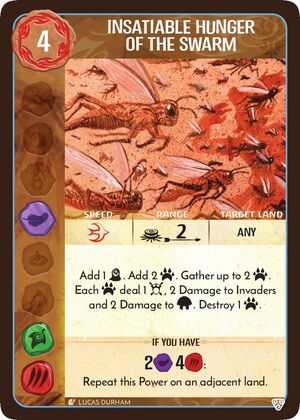 4
INSATIABLE HUNGER
OF THE SWARM
SPEED RANGE TARGET LAND
2 ANY
Add 1 . Add 2 . Gather up to 2 .
Each deal 1 , 2 Damage to Invaders
and 2 Damage to . Destroy 1 .
IF YOU HAVE
2 4 :
Repeat this Power on an adjacent land.
LUCAS DURHAM